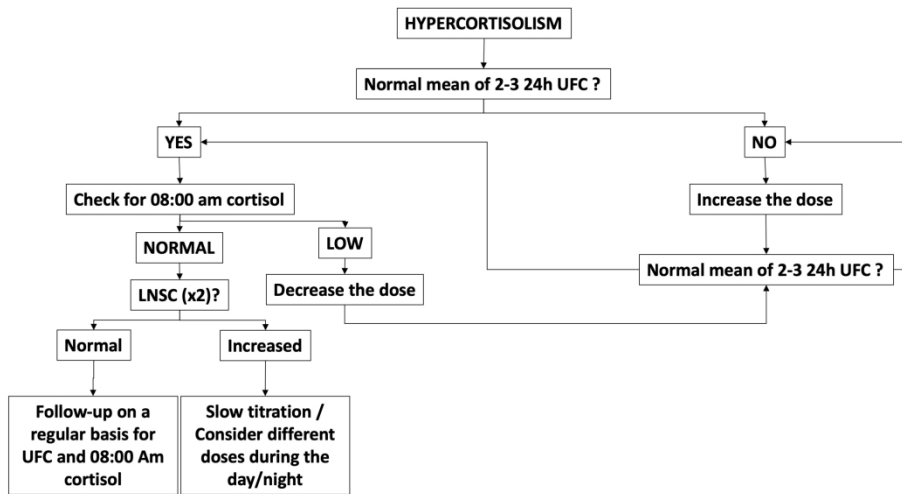 HYPERCORTISOLISM
Normal mean of 2-3 24h UFC ?
YES
NO
Check for 08:00 am cortisol
Increase the dose
NORMAL
LOW
Normal mean of 2-3 24h UFC ?
LNSC (x2)?
Decrease the dose
Normal
Increased
Follow-up on a
regular basis for
UFC and 08:00 Am
cortisol
Slow titration /
Consider different
doses during the
day/night